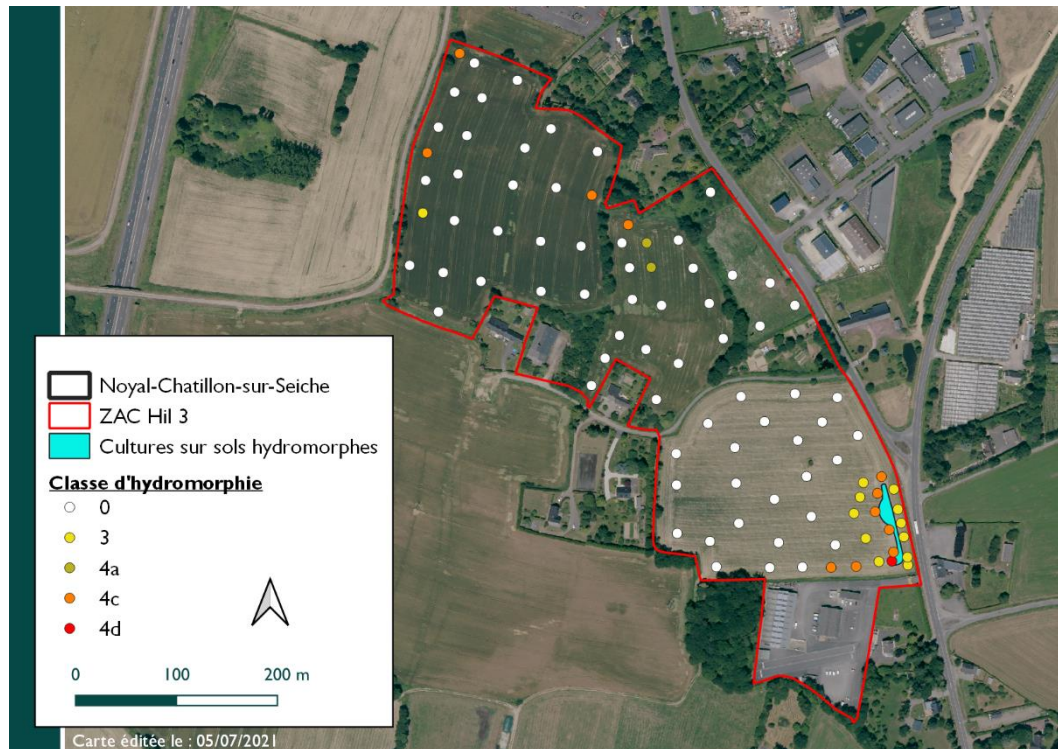 Noyal-Chatillon-sur-Seiche
ZAC Hil 3
Cultures sur sols hydromorphes
Classe d'hydromorphie
0
3
4a
4c
4d
0 100 200 m
Carte éditée le : 05/07/2021